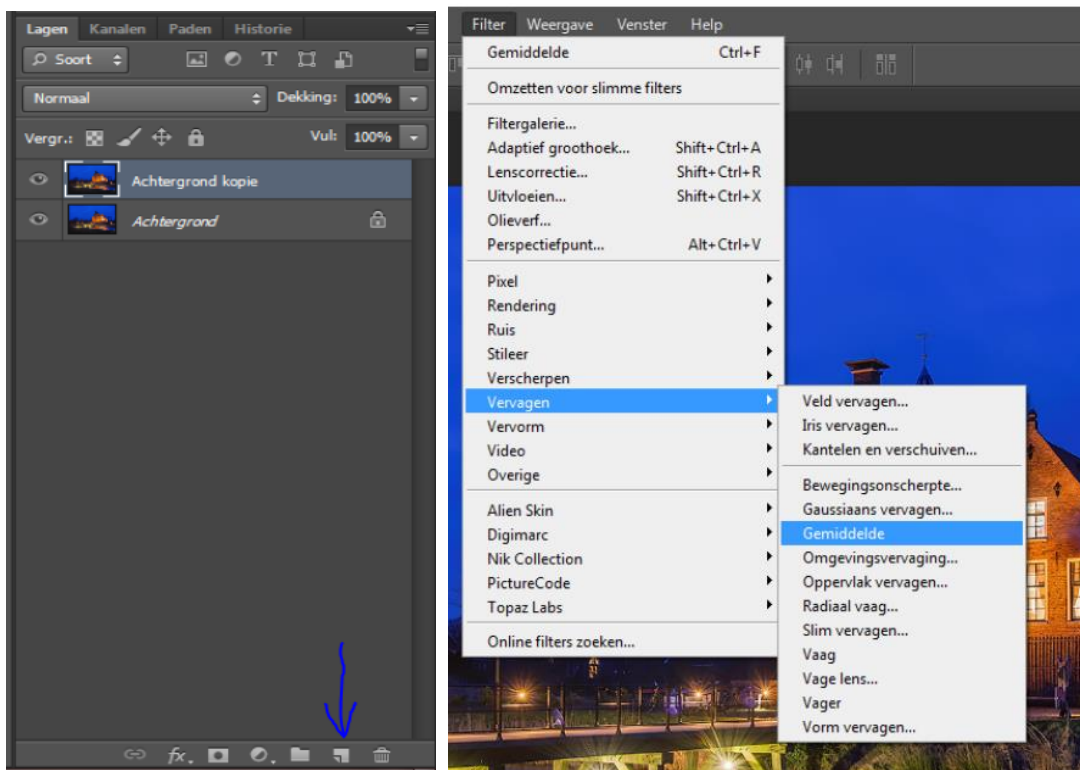 Lagen Kanalen Paden Historie
Soort
Normaal Dekking: 100%
Vergr.: Vul: 100%
Achtergrond kopie
Achtergrond
fx
Filter Weergave Venster Help
Gemiddelde Ctrl+F
Omzetten voor slimme filters
Filtergalerie...
Adaptief groothoek... Shift+Ctrl+A
Lenscorrectie... Shift+Ctrl+R
Uitvloeien... Shift+Ctrl+X
Olieverf...
Perspectiefpunt... Alt+Ctrl+V
Pixel
Rendering
Ruis
Stileer
Verscherpen
Vervagen
Vervorm
Video
Overige
Alien Skin
Digimarc
Nik Collection
PictureCode
Topaz Labs
Online filters zoeken...
Veld vervagen...
Iris vervagen...
Kantelen en verschuiven...
Bewegingsonscherpte...
Gaussiaans vervagen...
Gemiddelde
Omgevingsvervaging...
Oppervlak vervagen...
Radiaal vaag...
Slim vervagen...
Vaag
Vage lens...
Vager
Vorm vervagen...